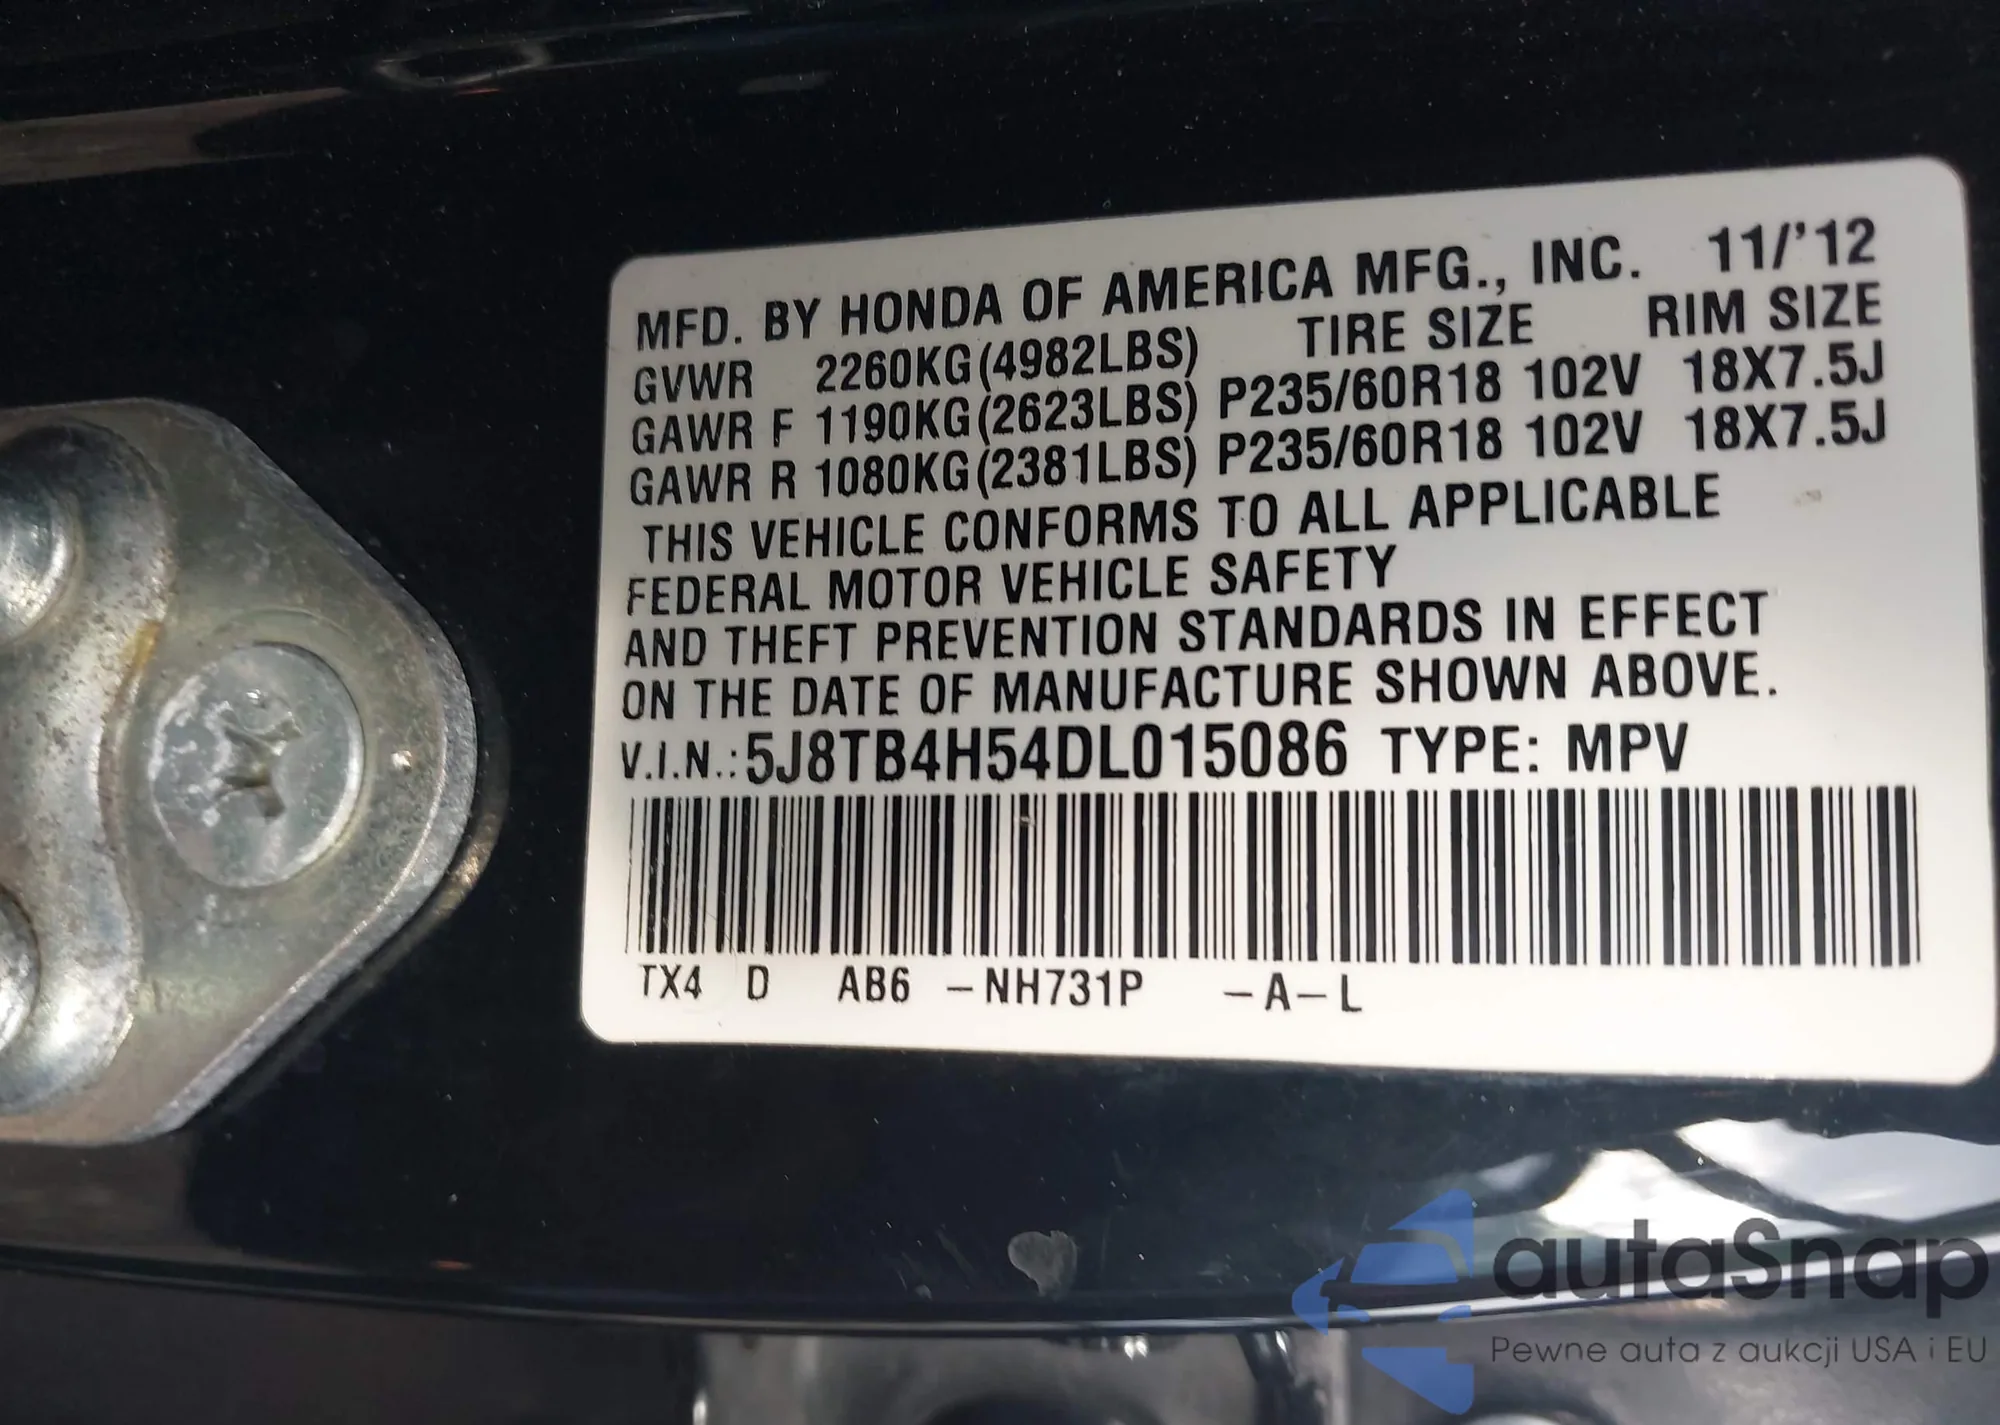 MFD. BY HONDA OF AMERICA MFG., INC. 11/'12
GVWR 2260KG(4982LBS) TIRE SIZE RIM SIZE
GAWR F 1190KG(2623LBS) P235/60R18 102V 18X7.5J
GAWR R 1080KG(2381LBS) P235/60R18 102V 18X7.5J
THIS VEHICLE CONFORMS TO ALL APPLICABLE
FEDERAL MOTOR VEHICLE SAFETY
AND THEFT PREVENTION STANDARDS IN EFFECT
ON THE DATE OF MANUFACTURE SHOWN ABOVE.
V.I.N.:5J8TB4H54DL015086 TYPE: MPV
TX4 D AB6 -NH731P -A-L
autaSnap
Pewne auta z aukcji USA i EU